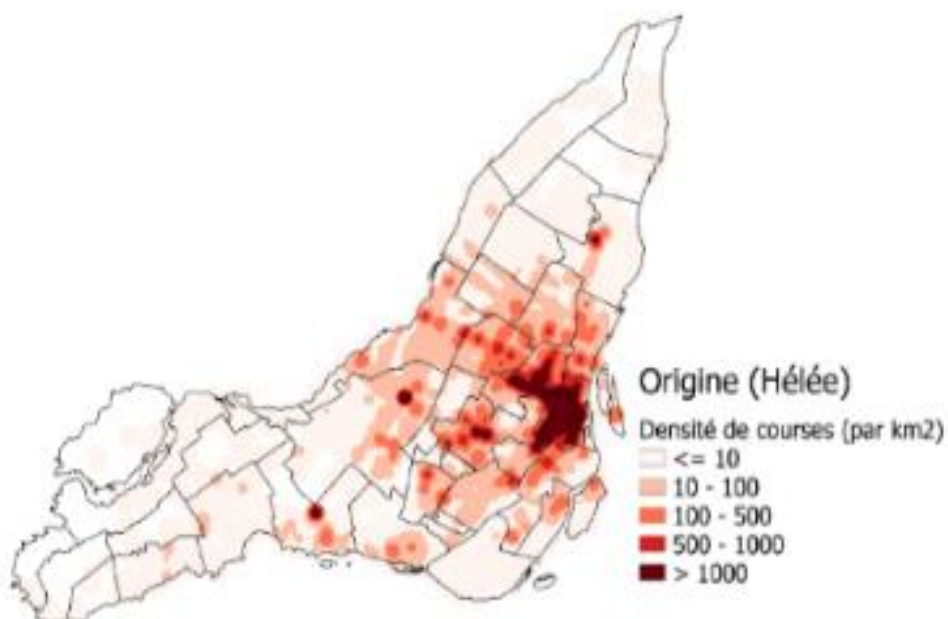 Origine (Hélée)
Densité de courses (par km2)
<= 10
10 - 100
100 - 500
500 - 1000
> 1000